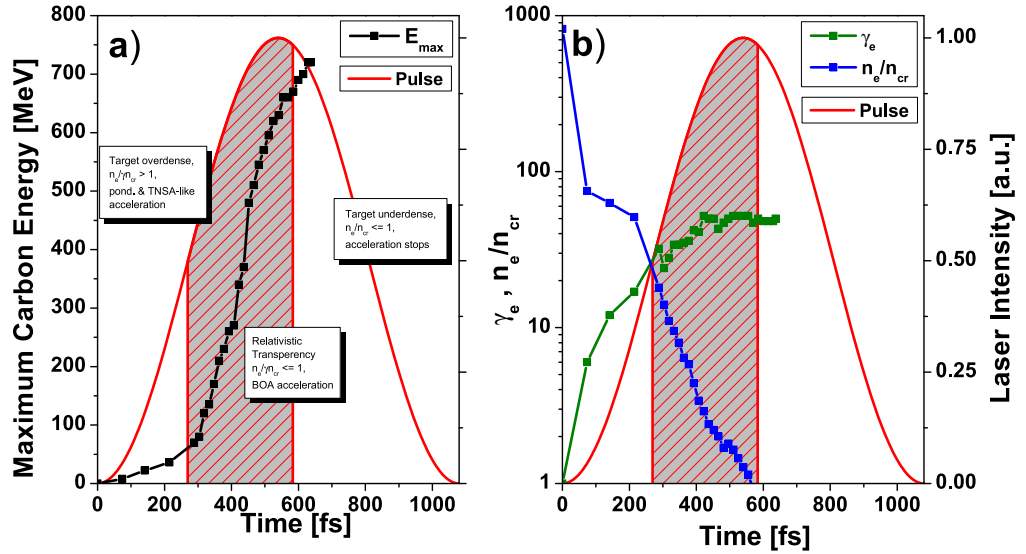 a)
E_max
Pulse
800
700
600
500
400
300
200
100
0
Maximum Carbon Energy [MeV]
Target overdense,
n_e/γn_cr > 1,
pond. & TNSA-like
acceleration
Target underdense,
n_e/n_cr <= 1,
acceleration stops
Relativistic
Transperency
n_e/γn_cr <= 1,
BOA acceleration
0 200 400 600 800 1000
Time [fs]
b)
γ_e
n_e/n_cr
Pulse
1000
100
10
1
γ_e , n_e/n_cr
1.00
0.75
0.50
0.25
0.00
Laser Intensity [a.u.]
0 200 400 600 800 1000
Time [fs]